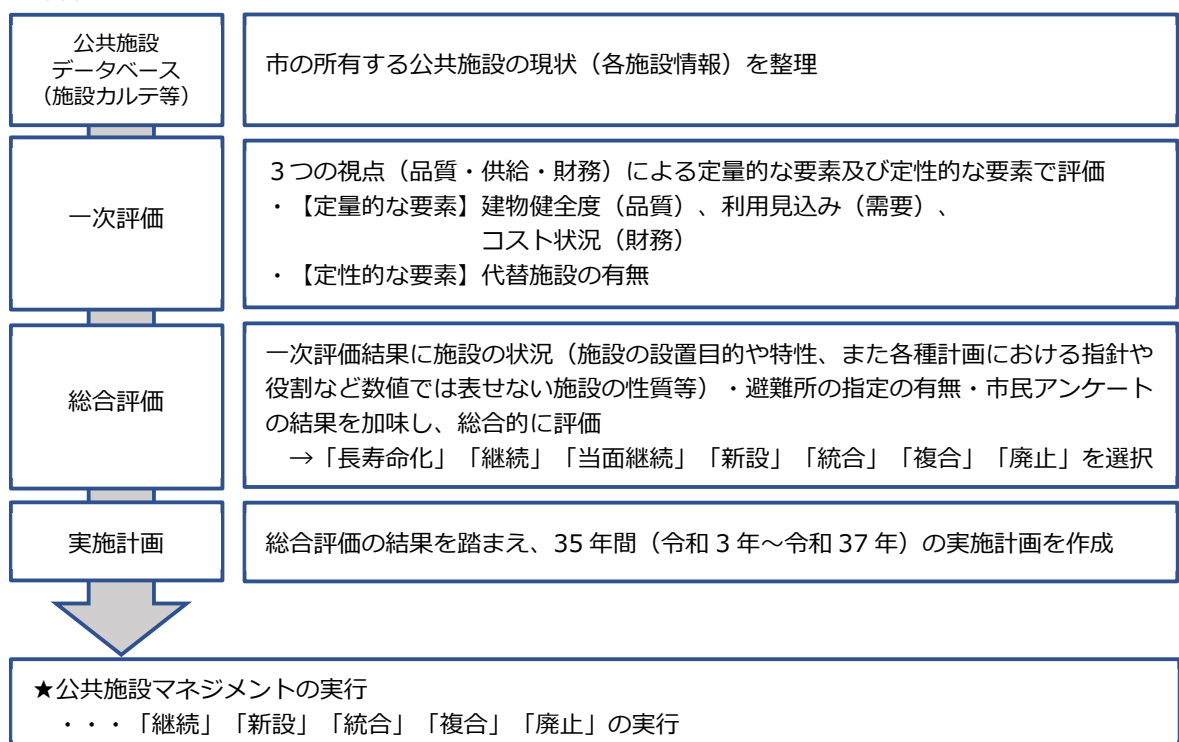 公共施設
データベース
（施設カルテ等）
市の所有する公共施設の現状（各施設情報）を整理
一次評価
３つの視点（品質・供給・財務）による定量的な要素及び定性的な要素で評価
・【定量的な要素】建物健全度（品質）、利用見込み（需要）、
コスト状況（財務）
・【定性的な要素】代替施設の有無
総合評価
一次評価結果に施設の状況（施設の設置目的や特性、また各種計画における指針や
役割など数値では表せない施設の性質等）・避難所の指定の有無・市民アンケート
の結果を加味し、総合的に評価
→「長寿命化」「継続」「当面継続」「新設」「統合」「複合」「廃止」を選択
実施計画
総合評価の結果を踏まえ、35 年間（令和 3 年～令和 37 年）の実施計画を作成
★公共施設マネジメントの実行
・・・「継続」「新設」「統合」「複合」「廃止」の実行